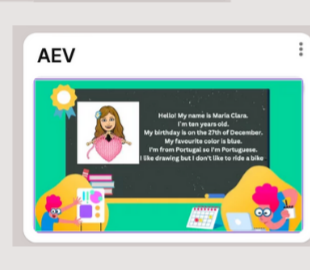 AEV
Hello! My name is Maria Clara.
I'm ten years old.
My birthday is on the 27th of December.
My favourite color is blue.
I'm from Portugal so I'm Portuguese.
I like drawing but I don't like to ride a bike